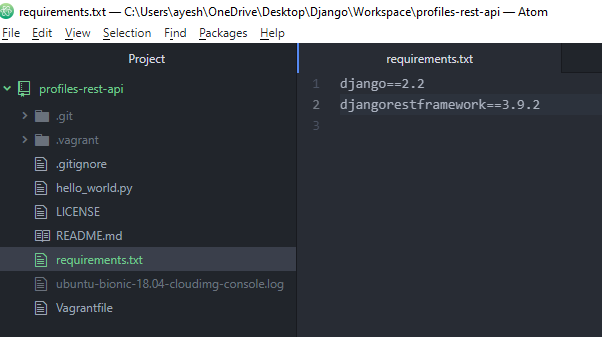 requirements.txt — C:\Users\ayesh\OneDrive\Desktop\Django\Workspace\profiles-rest-api — Atom
File Edit View Selection Find Packages Help
Project
requirements.txt
profiles-rest-api
.git
.vagrant
.gitignore
hello_world.py
LICENSE
README.md
requirements.txt
ubuntu-bionic-18.04-cloudimg-console.log
Vagrantfile
1 django==2.2
2 djangorestframework==3.9.2
3